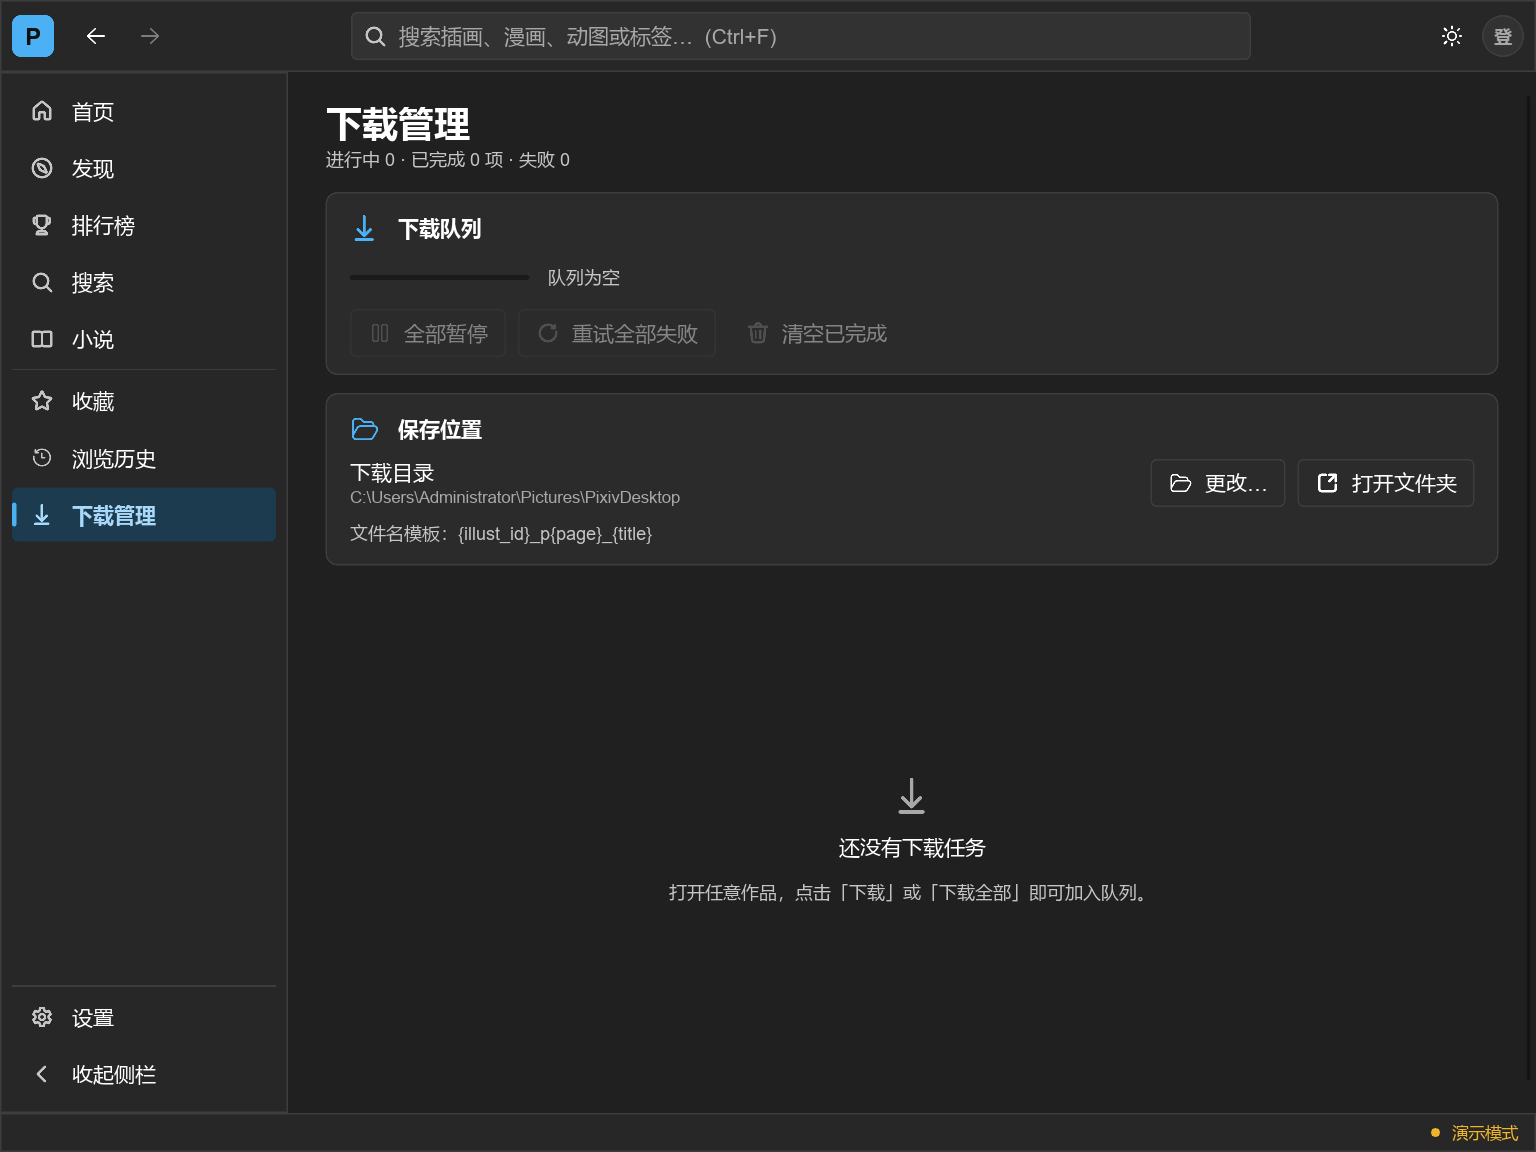 P
搜索插画、漫画、动图或标签… (Ctrl+F)
登
首页
发现
排行榜
搜索
小说
收藏
浏览历史
下载管理
设置
收起侧栏
下载管理
进行中 0 · 已完成 0 项 · 失败 0
下载队列
队列为空
全部暂停
重试全部失败
清空已完成
保存位置
下载目录
C:\Users\Administrator\Pictures\PixivDesktop
更改…
打开文件夹
文件名模板：{illust_id}_p{page}_{title}
还没有下载任务
打开任意作品，点击「下载」或「下载全部」即可加入队列。
演示模式